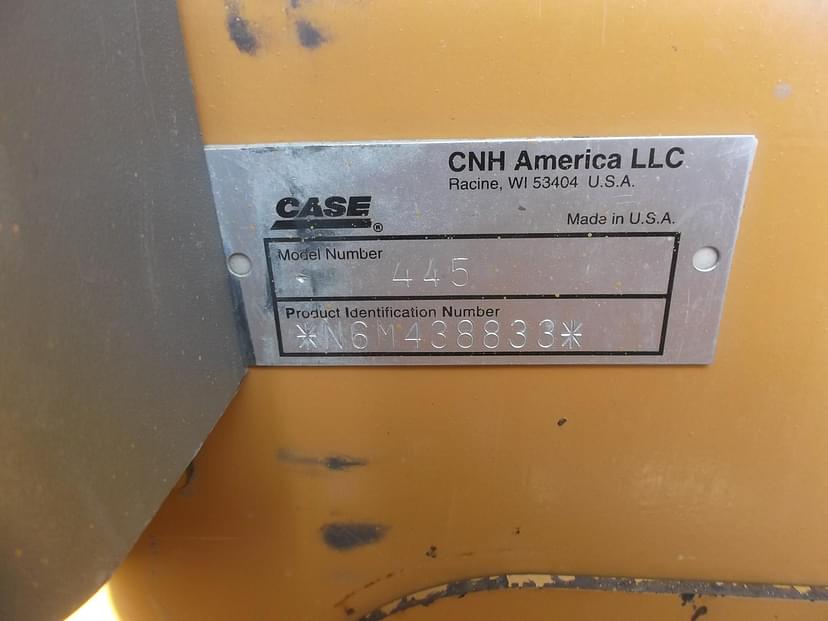 CNH America LLC
Racine, WI 53404 U.S.A.
CASE®
Made in U.S.A.
Model Number
445
Product Identification Number
*N6M438833*